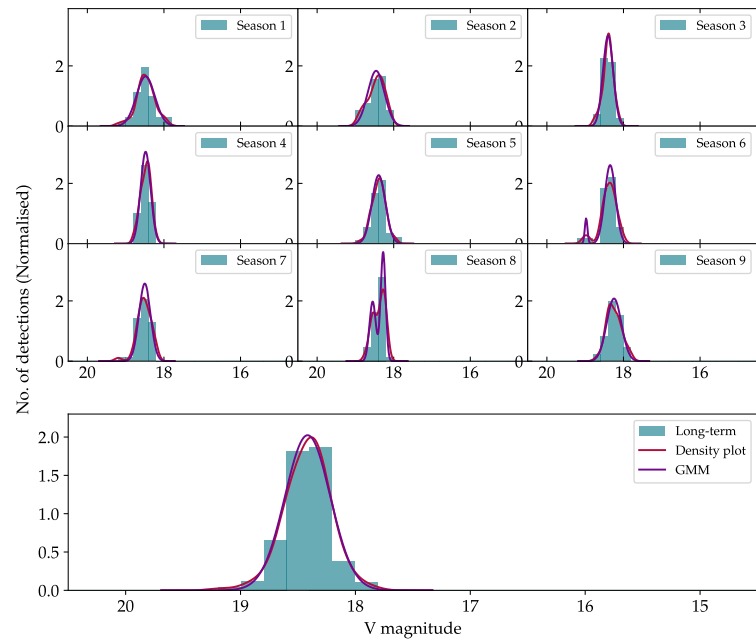 Season 1
Season 2
Season 3
2
2
2
0
0
0
Season 4
Season 5
Season 6
2
2
2
0
0
0
Season 7
Season 8
Season 9
2
2
2
0
0
0
20 18 16
20 18 16
20 18 16
No. of detections (Normalised)
Long-term
Density plot
GMM
2.0
1.5
1.0
0.5
0.0
20 19 18 17 16 15
V magnitude